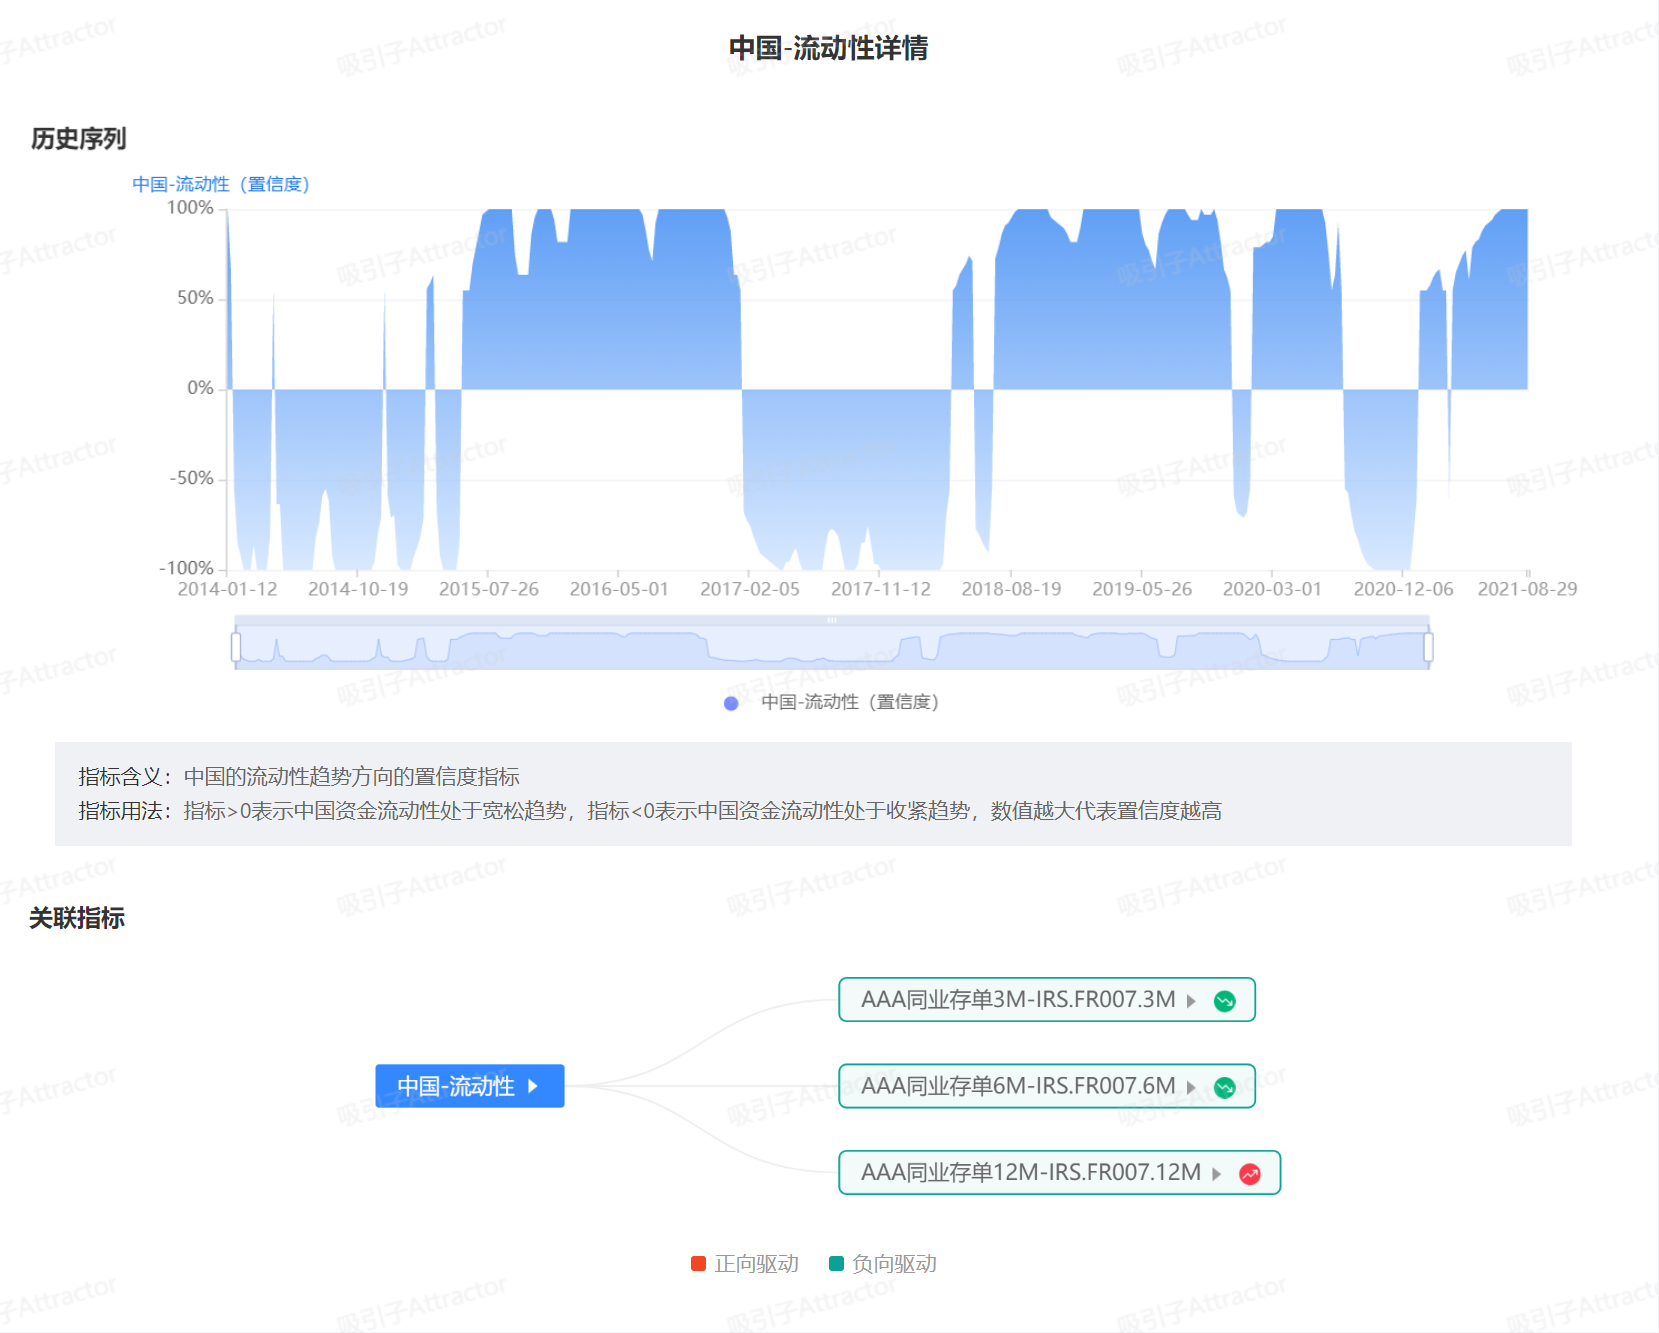 中国-流动性详情
历史序列
中国-流动性（置信度）
100%
50%
0%
-50%
-100%
2014-01-12 2014-10-19 2015-07-26 2016-05-01 2017-02-05 2017-11-12 2018-08-19 2019-05-26 2020-03-01 2020-12-06 2021-08-29
中国-流动性（置信度）
指标含义：中国的流动性趋势方向的置信度指标
指标用法：指标>0表示中国资金流动性处于宽松趋势，指标<0表示中国资金流动性处于收紧趋势，数值越大代表置信度越高
关联指标
AAA同业存单3M-IRS.FR007.3M
中国-流动性
AAA同业存单6M-IRS.FR007.6M
AAA同业存单12M-IRS.FR007.12M
正向驱动 负向驱动
吸引子Attractor